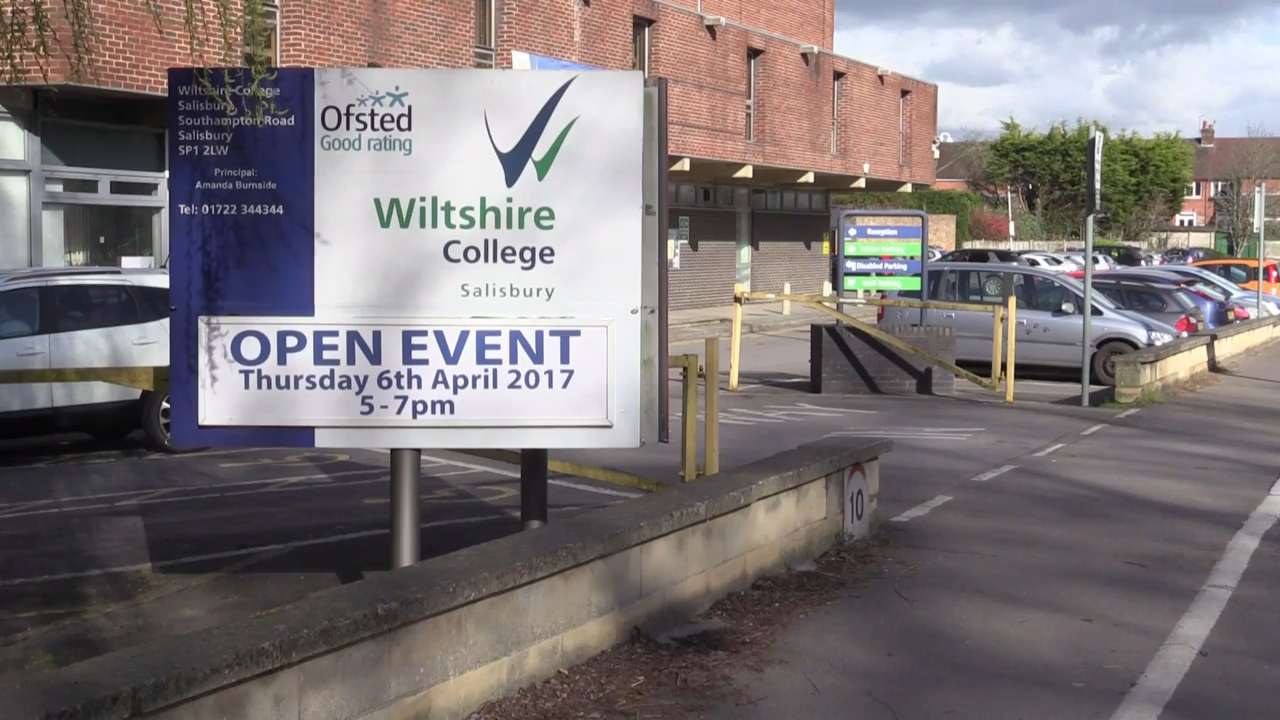 Wiltshire College
Salisbury
Southampton Road
Salisbury
SP1 2LW
Principal:
Amanda Burnside
Tel: 01722 344344
Ofsted
Good rating
Wiltshire
College
Salisbury
OPEN EVENT
Thursday 6th April 2017
5-7pm
Reception
Disabled Parking
10